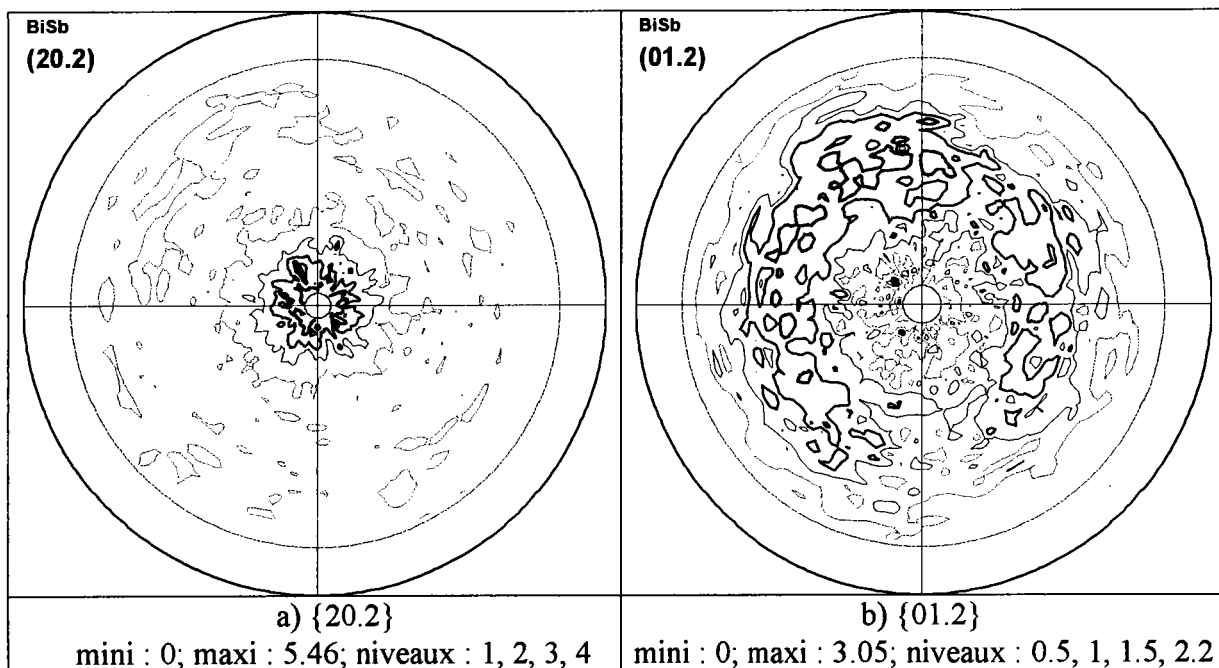 BiSb
(20.2)
BiSb
(01.2)
a) {20.2}
mini : 0; maxi : 5.46; niveaux : 1, 2, 3, 4
b) {01.2}
mini : 0; maxi : 3.05; niveaux : 0.5, 1, 1.5, 2.2